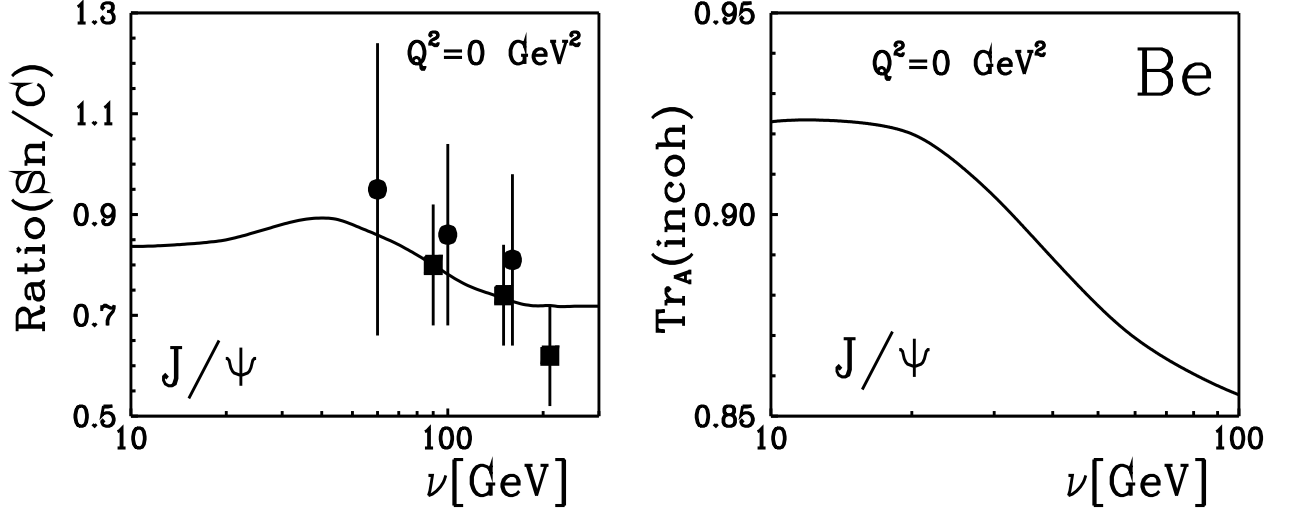 Ratio(Sn/C)
1.3
1.1
0.9
0.7
0.5
Q²=0 GeV²
J/ψ
10
100
ν[GeV]
Tr_A(incoh)
0.95
0.90
0.85
Q²=0 GeV²
Be
J/ψ
10
100
ν[GeV]